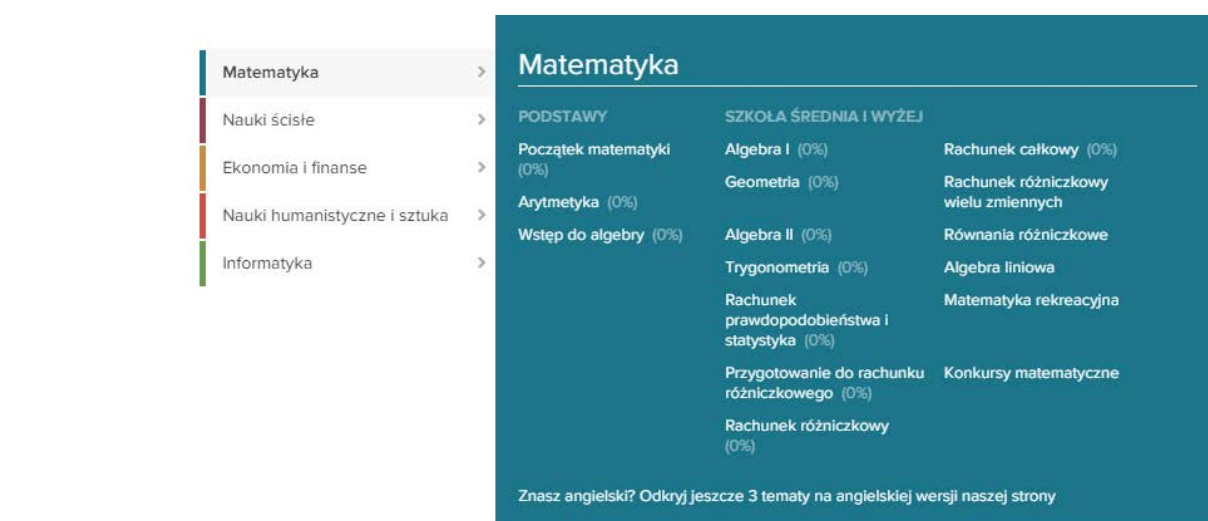 Matematyka
Nauki ścisłe
Ekonomia i finanse
Nauki humanistyczne i sztuka
Informatyka
Matematyka
PODSTAWY
Początek matematyki
(0%)
Arytmetyka (0%)
Wstęp do algebry (0%)
SZKOŁA ŚREDNIA I WYŻEJ
Algebra I (0%)
Geometria (0%)
Algebra II (0%)
Trygonometria (0%)
Rachunek
prawdopodobieństwa i
statystyka (0%)
Przygotowanie do rachunku
różniczkowego (0%)
Rachunek różniczkowy
(0%)
Rachunek całkowy (0%)
Rachunek różniczkowy
wielu zmiennych
Równania różniczkowe
Algebra liniowa
Matematyka rekreacyjna
Konkursy matematyczne
Znasz angielski? Odkryj jeszcze 3 tematy na angielskiej wersji naszej strony